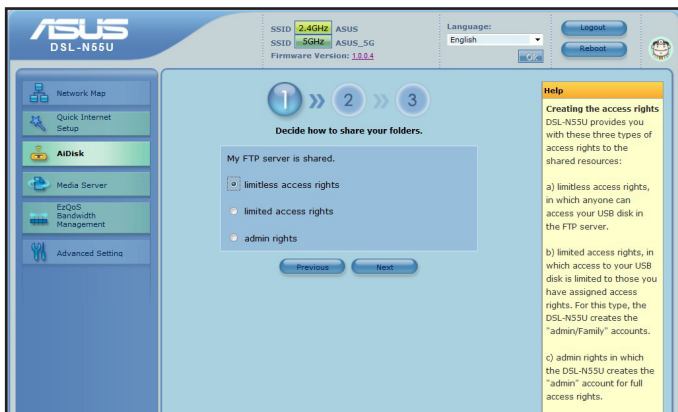 ASUS
DSL-N55U
SSID 2.4GHz ASUS
SSID 5GHz ASUS_5G
Firmware Version: 1.0.0.4
Language:
English
OK
Logout
Reboot
Network Map
Quick Internet
Setup
AiDisk
Media Server
EzQoS
Bandwidth
Management
Advanced Setting
1 » 2 » 3
Decide how to share your folders.
My FTP server is shared.
limitless access rights
limited access rights
admin rights
Previous
Next
Help
Creating the access rights
DSL-N55U provides you
with these three types of
access rights to the
shared resources:
a) limitless access rights,
in which anyone can
access your USB disk in
the FTP server.
b) limited access rights, in
which access to your USB
disk is limited to those you
have assigned access
rights. For this type, the
DSL-N55U creates the
"admin/Family" accounts.
c) admin rights in which
the DSL-N55U creates the
"admin" account for full
access rights.